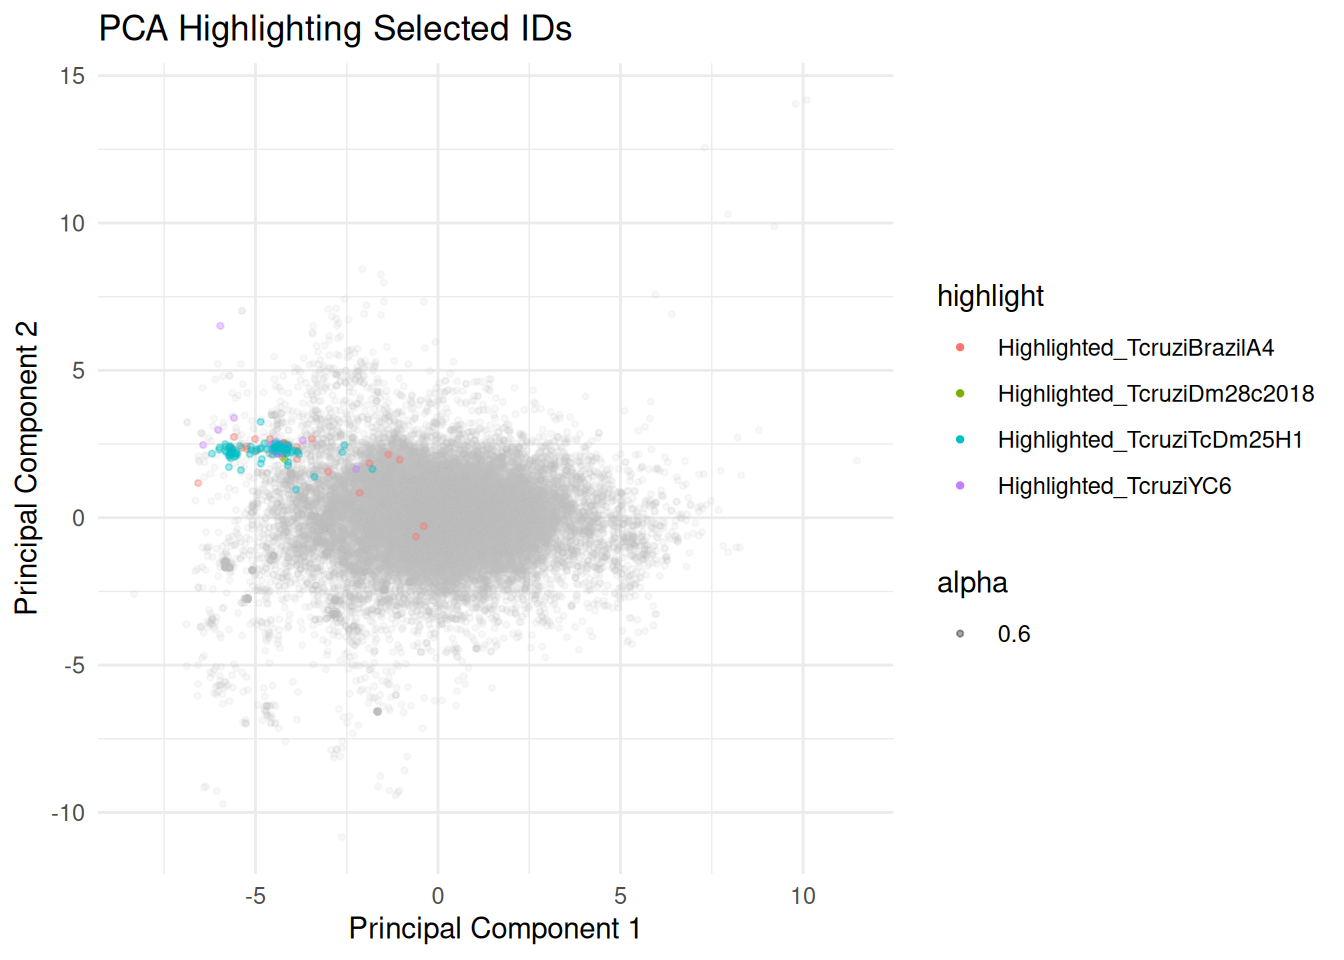 PCA Highlighting Selected IDs
15
10
5
0
-5
-10
Principal Component 2
-5
0
5
10
Principal Component 1
highlight
Highlighted_TcruziBrazilA4
Highlighted_TcruziDm28c2018
Highlighted_TcruziTcDm25H1
Highlighted_TcruziYC6
alpha
0.6